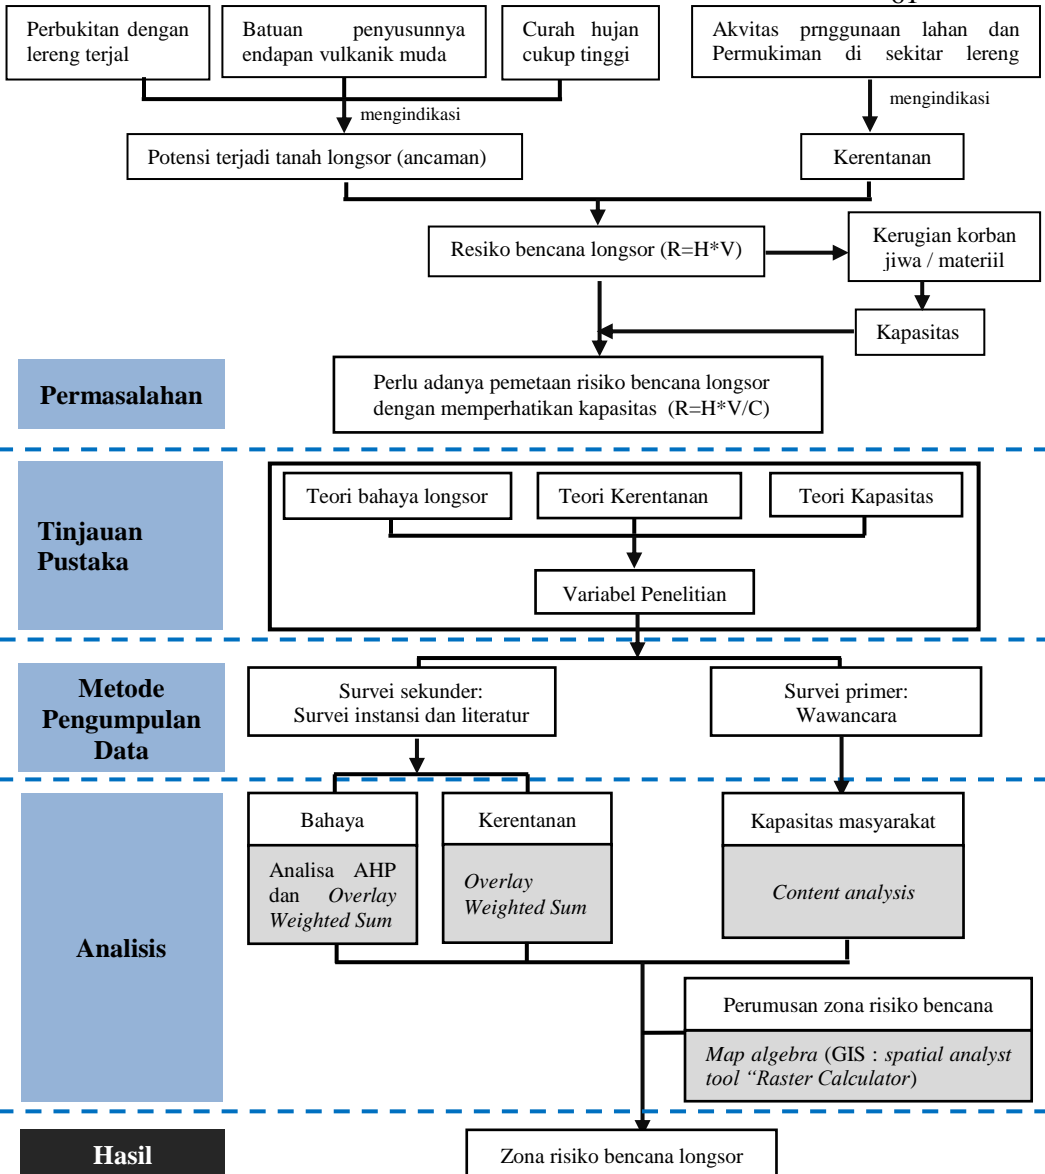 Perbukitan dengan
lereng terjal
Batuan penyusunnya
endapan vulkanik muda
Curah hujan
cukup tinggi
Akvitas prnggunaan lahan dan
Permukiman di sekitar lereng
mengindikasi
mengindikasi
Potensi terjadi tanah longsor (ancaman)
Kerentanan
Resiko bencana longsor (R=H*V)
Kerugian korban
jiwa / materiil
Kapasitas
Permasalahan
Perlu adanya pemetaan risiko bencana longsor
dengan memperhatikan kapasitas (R=H*V/C)
Tinjauan
Pustaka
Teori bahaya longsor
Teori Kerentanan
Teori Kapasitas
Variabel Penelitian
Metode
Pengumpulan
Data
Survei sekunder:
Survei instansi dan literatur
Survei primer:
Wawancara
Analisis
Bahaya
Analisa AHP
dan Overlay
Weighted Sum
Kerentanan
Overlay
Weighted Sum
Kapasitas masyarakat
Content analysis
Perumusan zona risiko bencana
Map algebra (GIS : spatial analyst
tool “Raster Calculator)
Hasil
Zona risiko bencana longsor